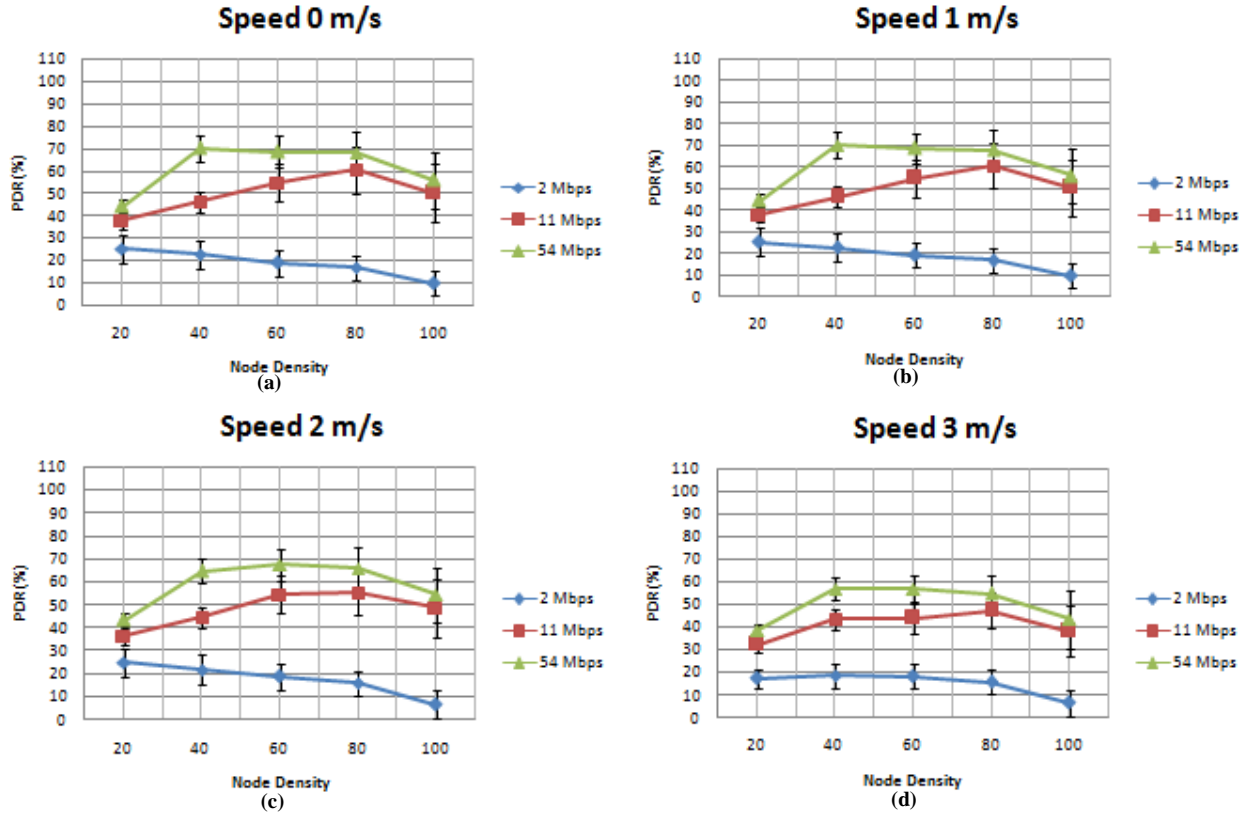 Speed 0 m/s
110
100
90
80
70
60
50
40
30
20
10
0
PDR(%)
20 40 60 80 100
Node Density
(a)
2 Mbps
11 Mbps
54 Mbps
Speed 1 m/s
110
100
90
80
70
60
50
40
30
20
10
0
PDR(%)
20 40 60 80 100
Node Density
(b)
2 Mbps
11 Mbps
54 Mbps
Speed 2 m/s
110
100
90
80
70
60
50
40
30
20
10
0
PDR(%)
20 40 60 80 100
Node Density
(c)
2 Mbps
11 Mbps
54 Mbps
Speed 3 m/s
110
100
90
80
70
60
50
40
30
20
10
0
PDR(%)
20 40 60 80 100
Node Density
(d)
2 Mbps
11 Mbps
54 Mbps